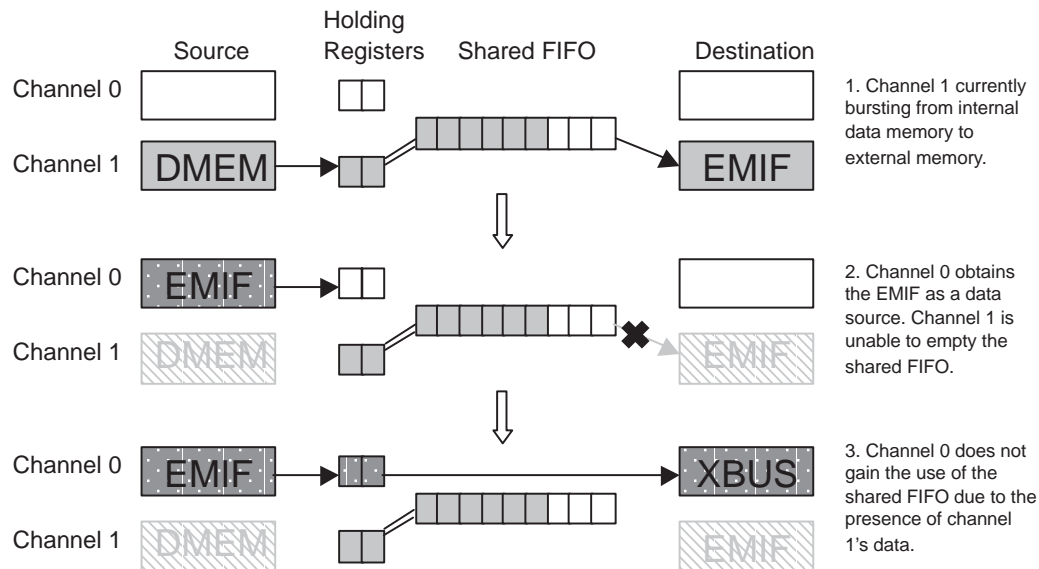 Source
Holding
Registers
Shared FIFO
Destination
Channel 0
Channel 1
DMEM
EMIF
1. Channel 1 currently
bursting from internal
data memory to
external memory.
Channel 0
EMIF
Channel 1
DMEM
EMIF
2. Channel 0 obtains
the EMIF as a data
source. Channel 1 is
unable to empty the
shared FIFO.
Channel 0
EMIF
XBUS
Channel 1
DMEM
EMIF
3. Channel 0 does not
gain the use of the
shared FIFO due to the
presence of channel
1's data.